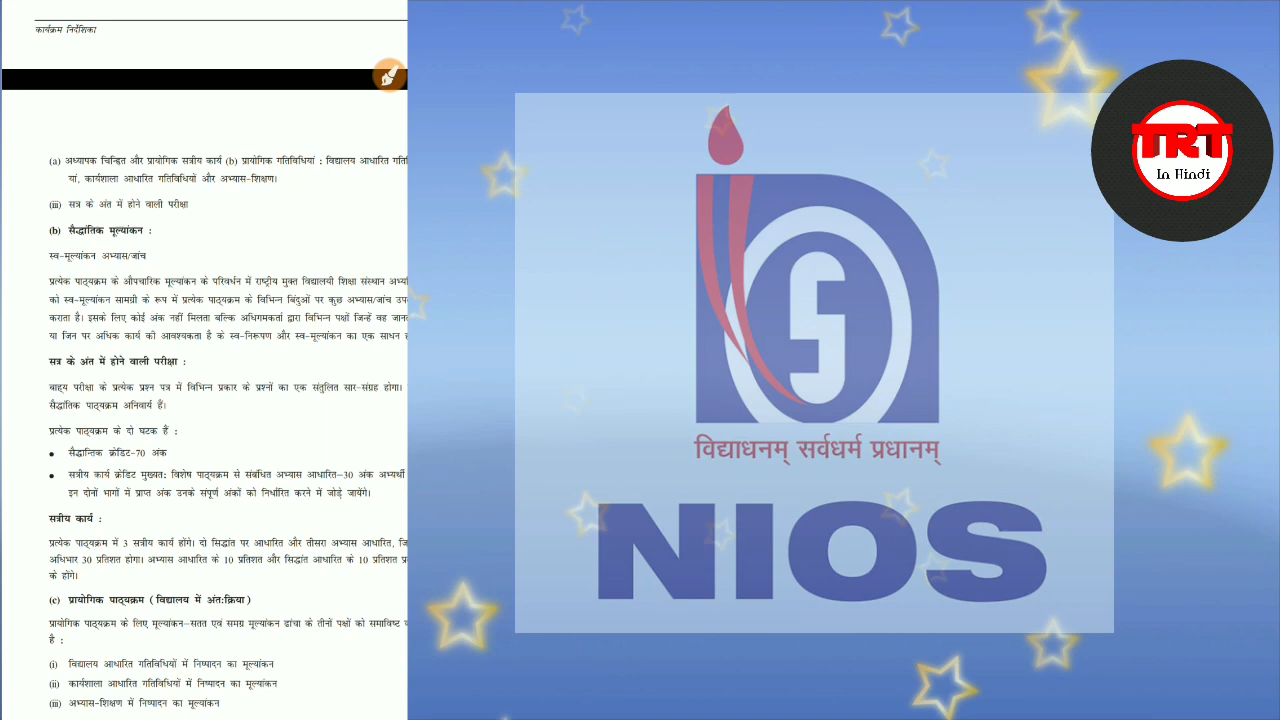 कार्यक्रम निर्देशिका
(a) अध्यापक चिन्हित और प्रायोगिक सत्रीय कार्य (b) प्रायोगिक गतिविधियां : विद्यालय आधारित गति
यां, कार्यशाला आधारित गतिविधियों और अभ्यास-शिक्षण।
(iii) सत्र के अंत में होने वाली परीक्षा
(b) सैद्धांतिक मूल्यांकन :
स्व-मूल्यांकन अभ्यास/जांच
प्रत्येक पाठ्यक्रम के औपचारिक मूल्यांकन के परिवर्धन में राष्ट्रीय मुक्त विद्यालयी शिक्षा संस्थान
को स्व-मूल्यांकन सामग्री के रूप में प्रत्येक पाठ्यक्रम के विभिन्न बिंदुओं पर कुछ अभ्यास/जांच उप
कराता है। इसके लिए कोई अंक नहीं मिलता बल्कि अधिगमकर्ता द्वारा विभिन्न पक्षों जिन्हें वह
या जिन पर अधिक कार्य की आवश्यकता है के स्व-निरूपण और स्व-मूल्यांकन का एक साधन
सत्र के अंत में होने वाली परीक्षा :
बाह्य परीक्षा के प्रत्येक प्रश्न पत्र में विभिन्न प्रकार के प्रश्नों का एक संतुलित सार-संग्रह होगा।
सैद्धांतिक पाठ्यक्रम अनिवार्य हैं।
प्रत्येक पाठ्यक्रम के दो घटक हैं :
• सैद्धान्तिक क्रेडिट-70 अंक
• सत्रीय कार्य क्रेडिट मुख्यत: विशेष पाठ्यक्रम से संबंधित अभ्यास आधारित–30 अंक अभ्यर्थी
इन दोनों भागों में प्राप्त अंक उनके संपूर्ण अंकों को निर्धारित करने में जोड़े जायेंगे।
सत्रीय कार्य :
प्रत्येक पाठ्यक्रम में 3 सत्रीय कार्य होंगे। दो सिद्धांत पर आधारित और तीसरा अभ्यास आधारित,
अधिभार 30 प्रतिशत होगा। अभ्यास आधारित के 10 प्रतिशत और सिद्धांत आधारित के 10 प्रतिशत
के होंगे।
(c) प्रायोगिक पाठ्यक्रम (विद्यालय में अंत:क्रिया)
प्रायोगिक पाठ्यक्रम के लिए मूल्यांकन–सतत एवं समग्र मूल्यांकन ढांचा के तीनों पक्षों को समाविष्ट
है :
(i) विद्यालय आधारित गतिविधियों में निष्पादन का मूल्यांकन
(ii) कार्यशाला आधारित गतिविधियों में निष्पादन का मूल्यांकन
(iii) अभ्यास-शिक्षण में निष्पादन का मूल्यांकन
विद्याधनम् सर्वधर्म प्रधानम्
NIOS
TRT
In Hindi